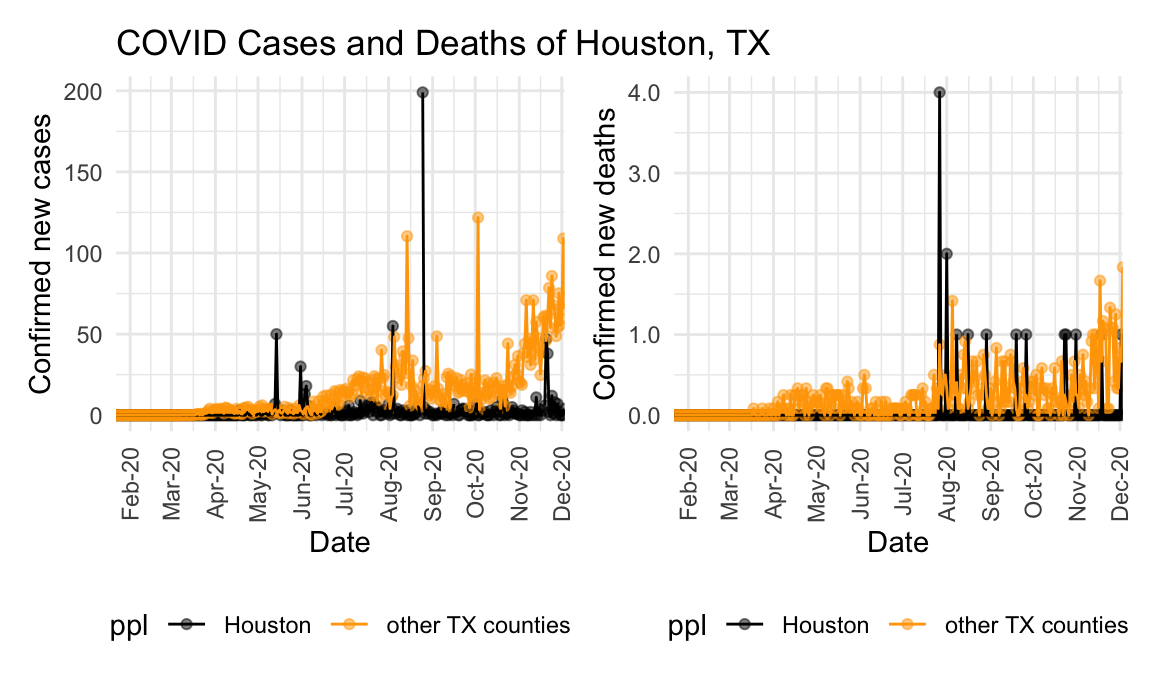 COVID Cases and Deaths of Houston, TX
Confirmed new cases
200
150
100
50
0
Feb-20
Mar-20
Apr-20
May-20
Jun-20
Jul-20
Aug-20
Sep-20
Oct-20
Nov-20
Dec-20
Date
ppl Houston other TX counties
Confirmed new deaths
4.0
3.0
2.0
1.0
0.0
Feb-20
Mar-20
Apr-20
May-20
Jun-20
Jul-20
Aug-20
Sep-20
Oct-20
Nov-20
Dec-20
Date
ppl Houston other TX counties